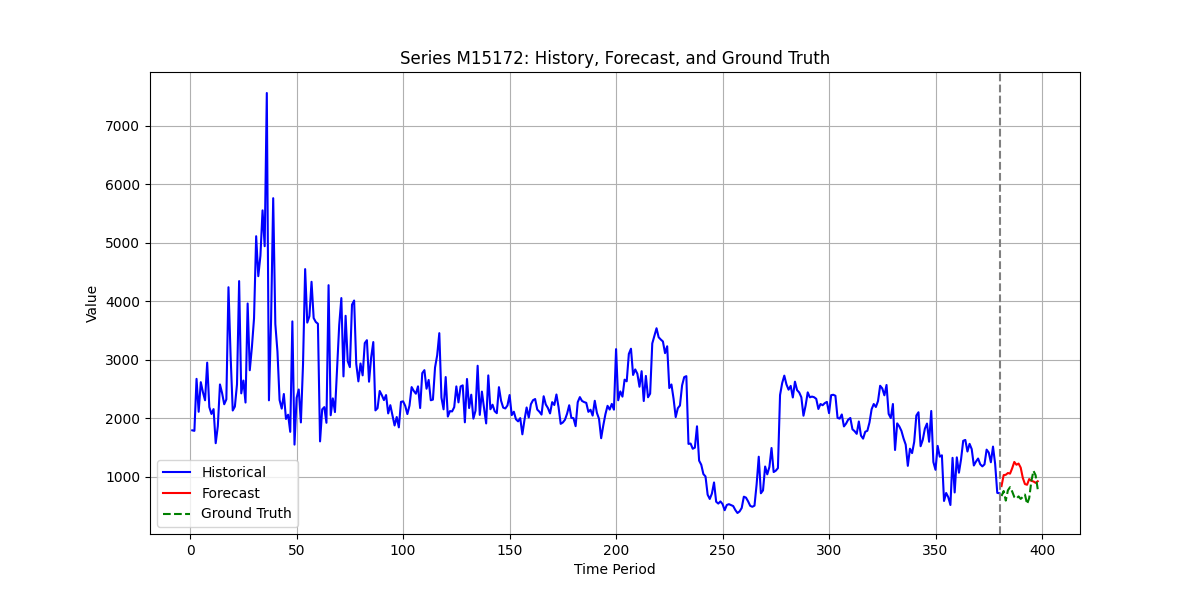 Series M15172: History, Forecast, and Ground Truth
Value
7000
6000
5000
4000
3000
2000
1000
Historical
Forecast
Ground Truth
0 50 100 150 200 250 300 350 400
Time Period